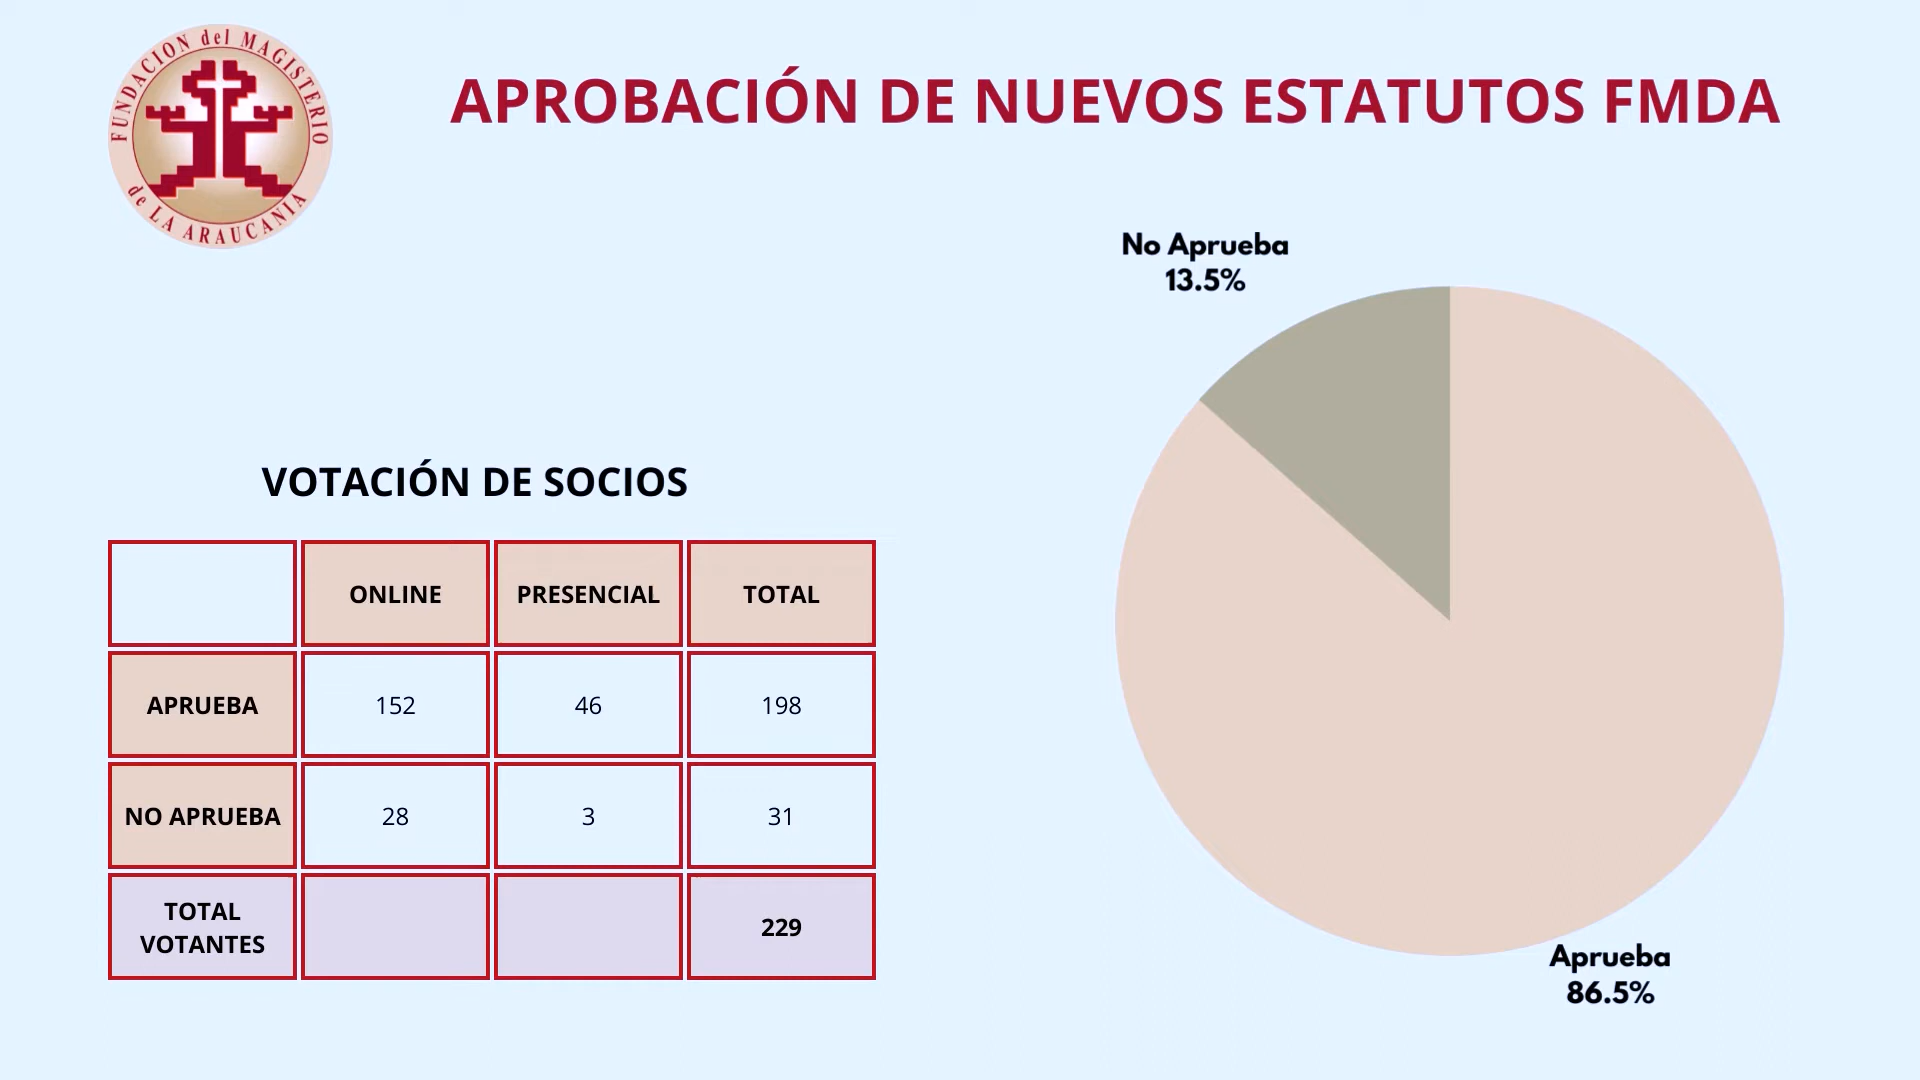 FUNDACION del MAGISTERIO
de LA ARAUCANIA
APROBACIÓN DE NUEVOS ESTATUTOS FMDA
No Aprueba
13.5%
VOTACIÓN DE SOCIOS
ONLINE PRESENCIAL TOTAL
APRUEBA 152 46 198
NO APRUEBA 28 3 31
TOTAL
VOTANTES
229
Aprueba
86.5%